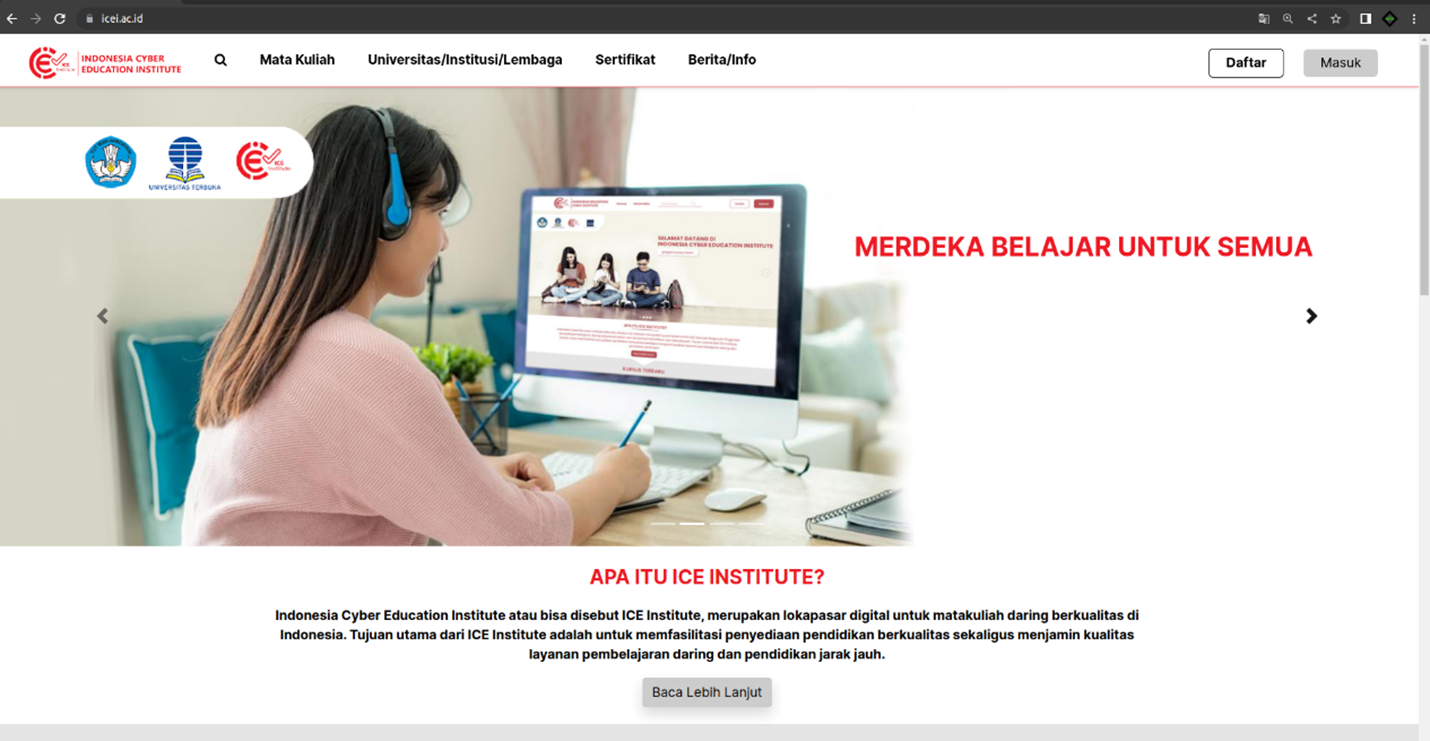 icei.ac.id
INDONESIA CYBER
EDUCATION INSTITUTE
ICE
Institute
Mata Kuliah
Universitas/Institusi/Lembaga
Sertifikat
Berita/Info
Daftar
Masuk
UNIVERSITAS TERBUKA
ICE
Institute
SELAMAT DATANG DI
INDONESIA CYBER EDUCATION INSTITUTE
MERDEKA BELAJAR UNTUK SEMUA
APA ITU ICE INSTITUTE?
Indonesia Cyber Education Institute atau bisa disebut ICE Institute, merupakan lokapasar digital untuk matakuliah daring berkualitas di
Indonesia. Tujuan utama dari ICE Institute adalah untuk memfasilitasi penyediaan pendidikan berkualitas sekaligus menjamin kualitas
layanan pembelajaran daring dan pendidikan jarak jauh.
Baca Lebih Lanjut